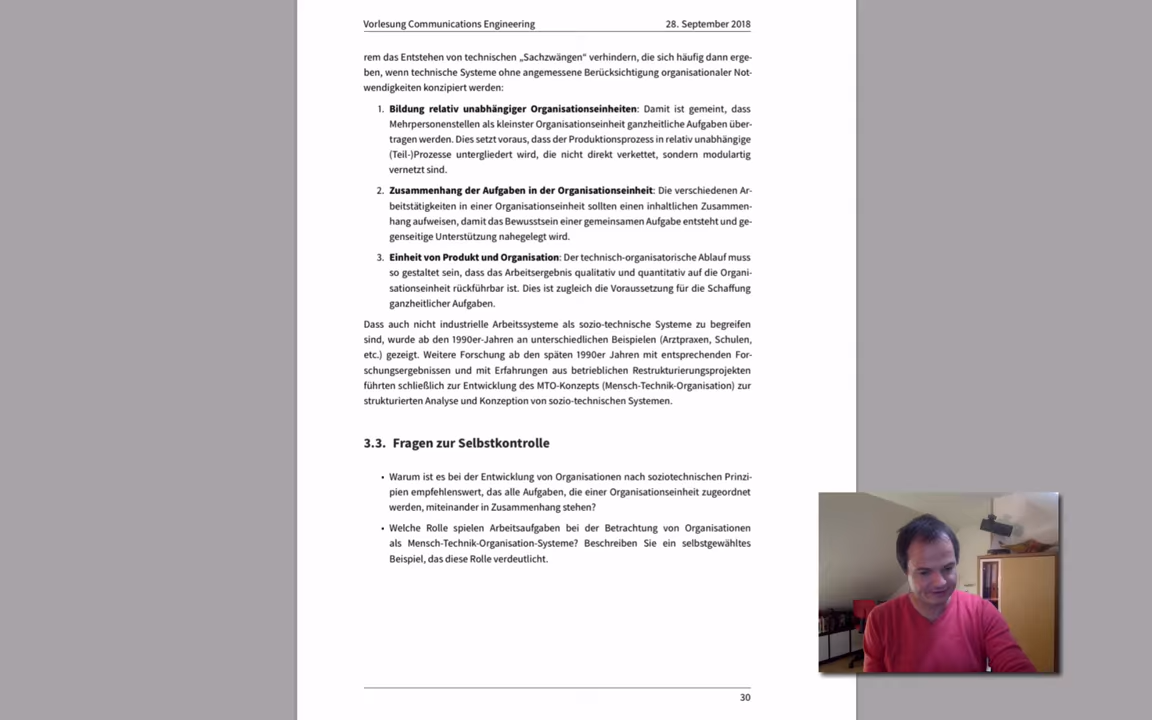 Vorlesung Communications Engineering 28. September 2018
rem das Entstehen von technischen „Sachzwängen“ verhindern, die sich häufig dann erge-
ben, wenn technische Systeme ohne angemessene Berücksichtigung organisationaler Not-
wendigkeiten konzipiert werden:
1. Bildung relativ unabhängiger Organisationseinheiten: Damit ist gemeint, dass
Mehrpersonenstellen als kleinster Organisationseinheit ganzheitliche Aufgaben über-
tragen werden. Dies setzt voraus, dass der Produktionsprozess in relativ unabhängige
(Teil-)Prozesse untergliedert wird, die nicht direkt verkettet, sondern modulartig
vernetzt sind.
2. Zusammenhang der Aufgaben in der Organisationseinheit: Die verschiedenen Ar-
beitstätigkeiten in einer Organisationseinheit sollten einen inhaltlichen Zusammen-
hang aufweisen, damit das Bewusstsein einer gemeinsamen Aufgabe entsteht und ge-
genseitige Unterstützung nahegelegt wird.
3. Einheit von Produkt und Organisation: Der technisch-organisatorische Ablauf muss
so gestaltet sein, dass das Arbeitsergebnis qualitativ und quantitativ auf die Organi-
sationseinheit rückführbar ist. Dies ist zugleich die Voraussetzung für die Schaffung
ganzheitlicher Aufgaben.
Dass auch nicht industrielle Arbeitssysteme als sozio-technische Systeme zu begreifen
sind, wurde ab den 1990er-Jahren an unterschiedlichen Beispielen (Arztpraxen, Schulen,
etc.) gezeigt. Weitere Forschung ab den späten 1990er Jahren mit entsprechenden For-
schungsergebnissen und mit Erfahrungen aus betrieblichen Restrukturierungsprojekten
führten schließlich zur Entwicklung des MTO-Konzepts (Mensch-Technik-Organisation) zur
strukturierten Analyse und Konzeption von sozio-technischen Systemen.
3.3. Fragen zur Selbstkontrolle
• Warum ist es bei der Entwicklung von Organisationen nach soziotechnischen Prinzi-
pien empfehlenswert, das alle Aufgaben, die einer Organisationseinheit zugeordnet
werden, miteinander in Zusammenhang stehen?
• Welche Rolle spielen Arbeitsaufgaben bei der Betrachtung von Organisationen
als Mensch-Technik-Organisation-Systeme? Beschreiben Sie ein selbstgewähltes
Beispiel, das diese Rolle verdeutlicht.
30